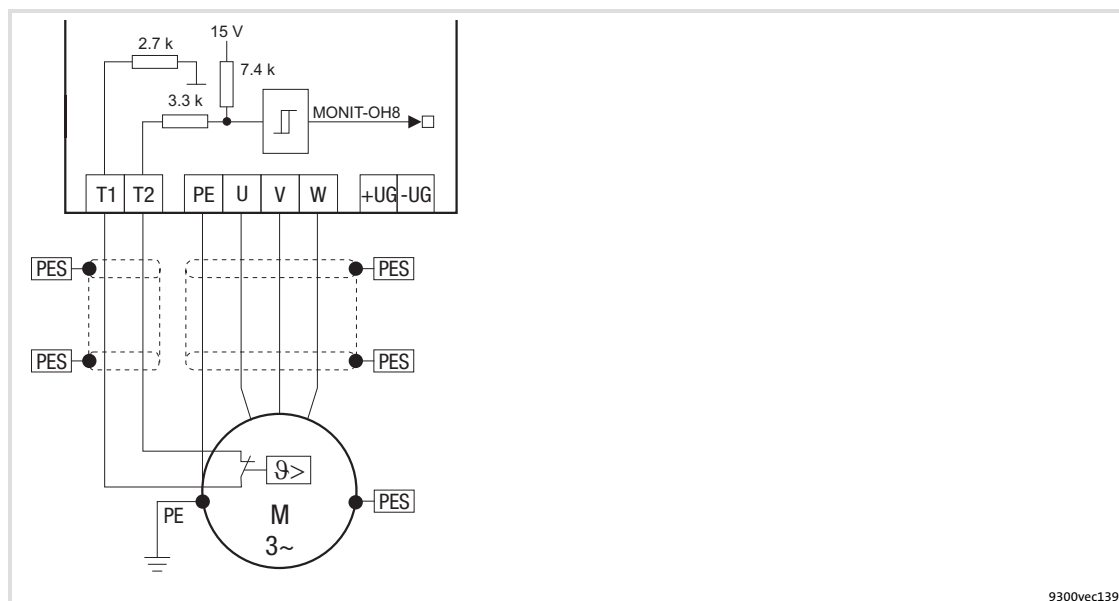 15 V
2.7 k
7.4 k
3.3 k
MONIT-OH8
T1 T2 PE U V W +UG -UG
PES PES
PES PES
ϑ>
PES
PE
M
3~
9300vec139